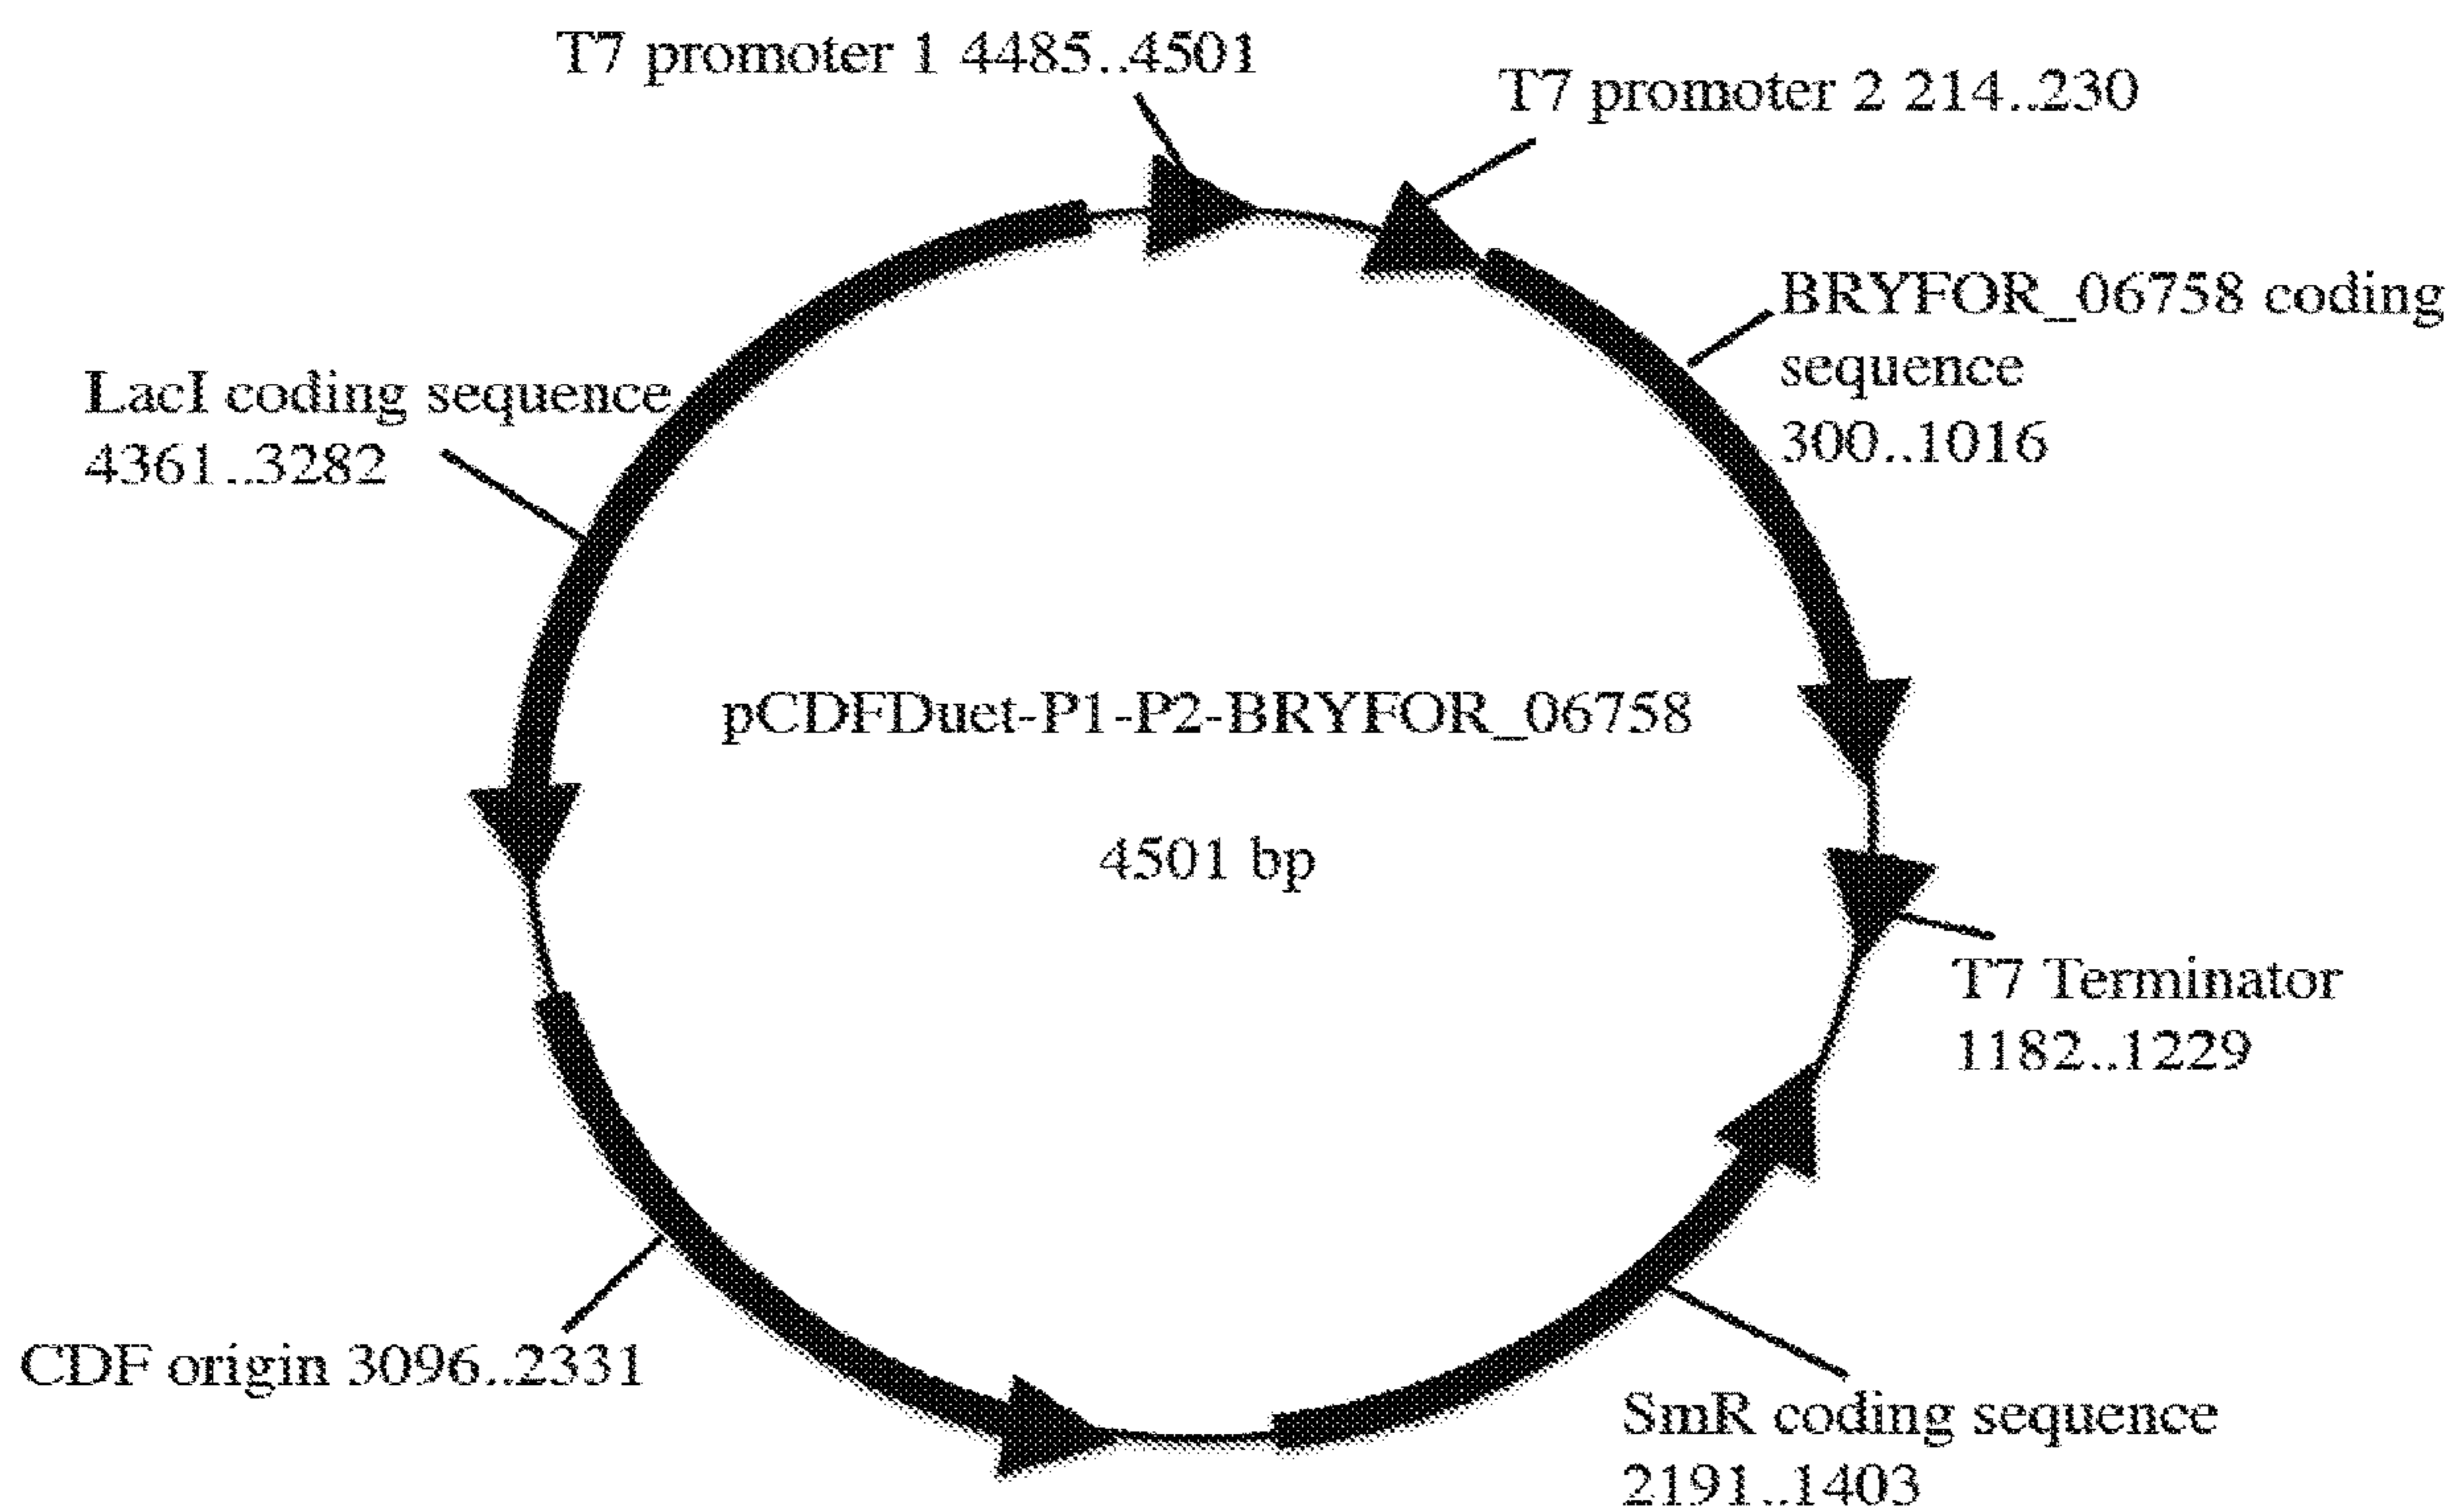 T7 promoter 1 4485..4501
T7 promoter 2 214..230
BRYFOR_06758 coding
sequence
300..1016
LacI coding sequence
4361..3282
pCDFDuet-P1-P2-BRYFOR_06758
4501 bp
T7 Terminator
1182..1229
CDF origin 3096..2331
SmR coding sequence
2191..1403